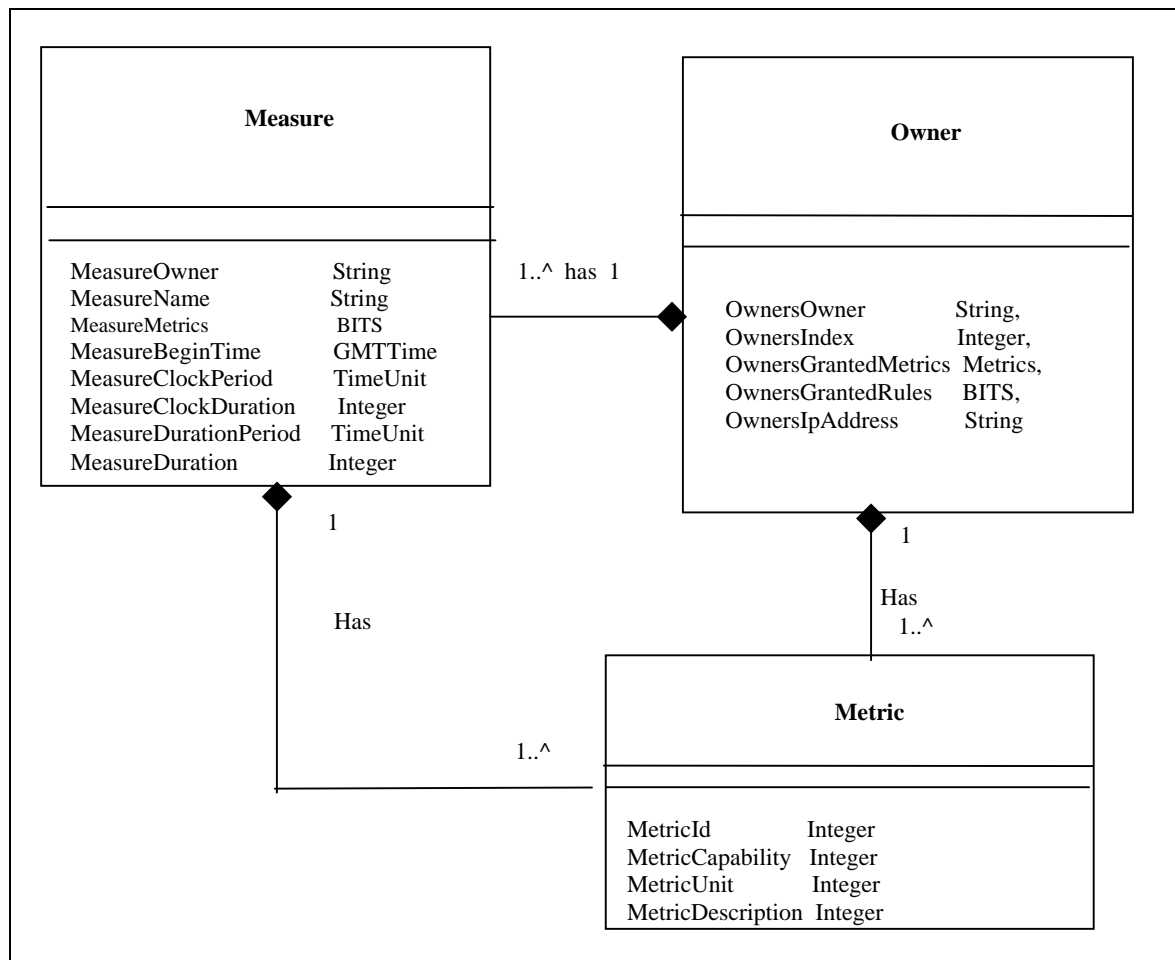 Measure
MeasureOwner String
MeasureName String
MeasureMetrics BITS
MeasureBeginTime GMTTime
MeasureClockPeriod TimeUnit
MeasureClockDuration Integer
MeasureDurationPeriod TimeUnit
MeasureDuration Integer
1..^ has 1
Owner
OwnersOwner String,
OwnersIndex Integer,
OwnersGrantedMetrics Metrics,
OwnersGrantedRules BITS,
OwnersIpAddress String
1
Has
1..^
1
Has
1..^
Metric
MetricId Integer
MetricCapability Integer
MetricUnit Integer
MetricDescription Integer